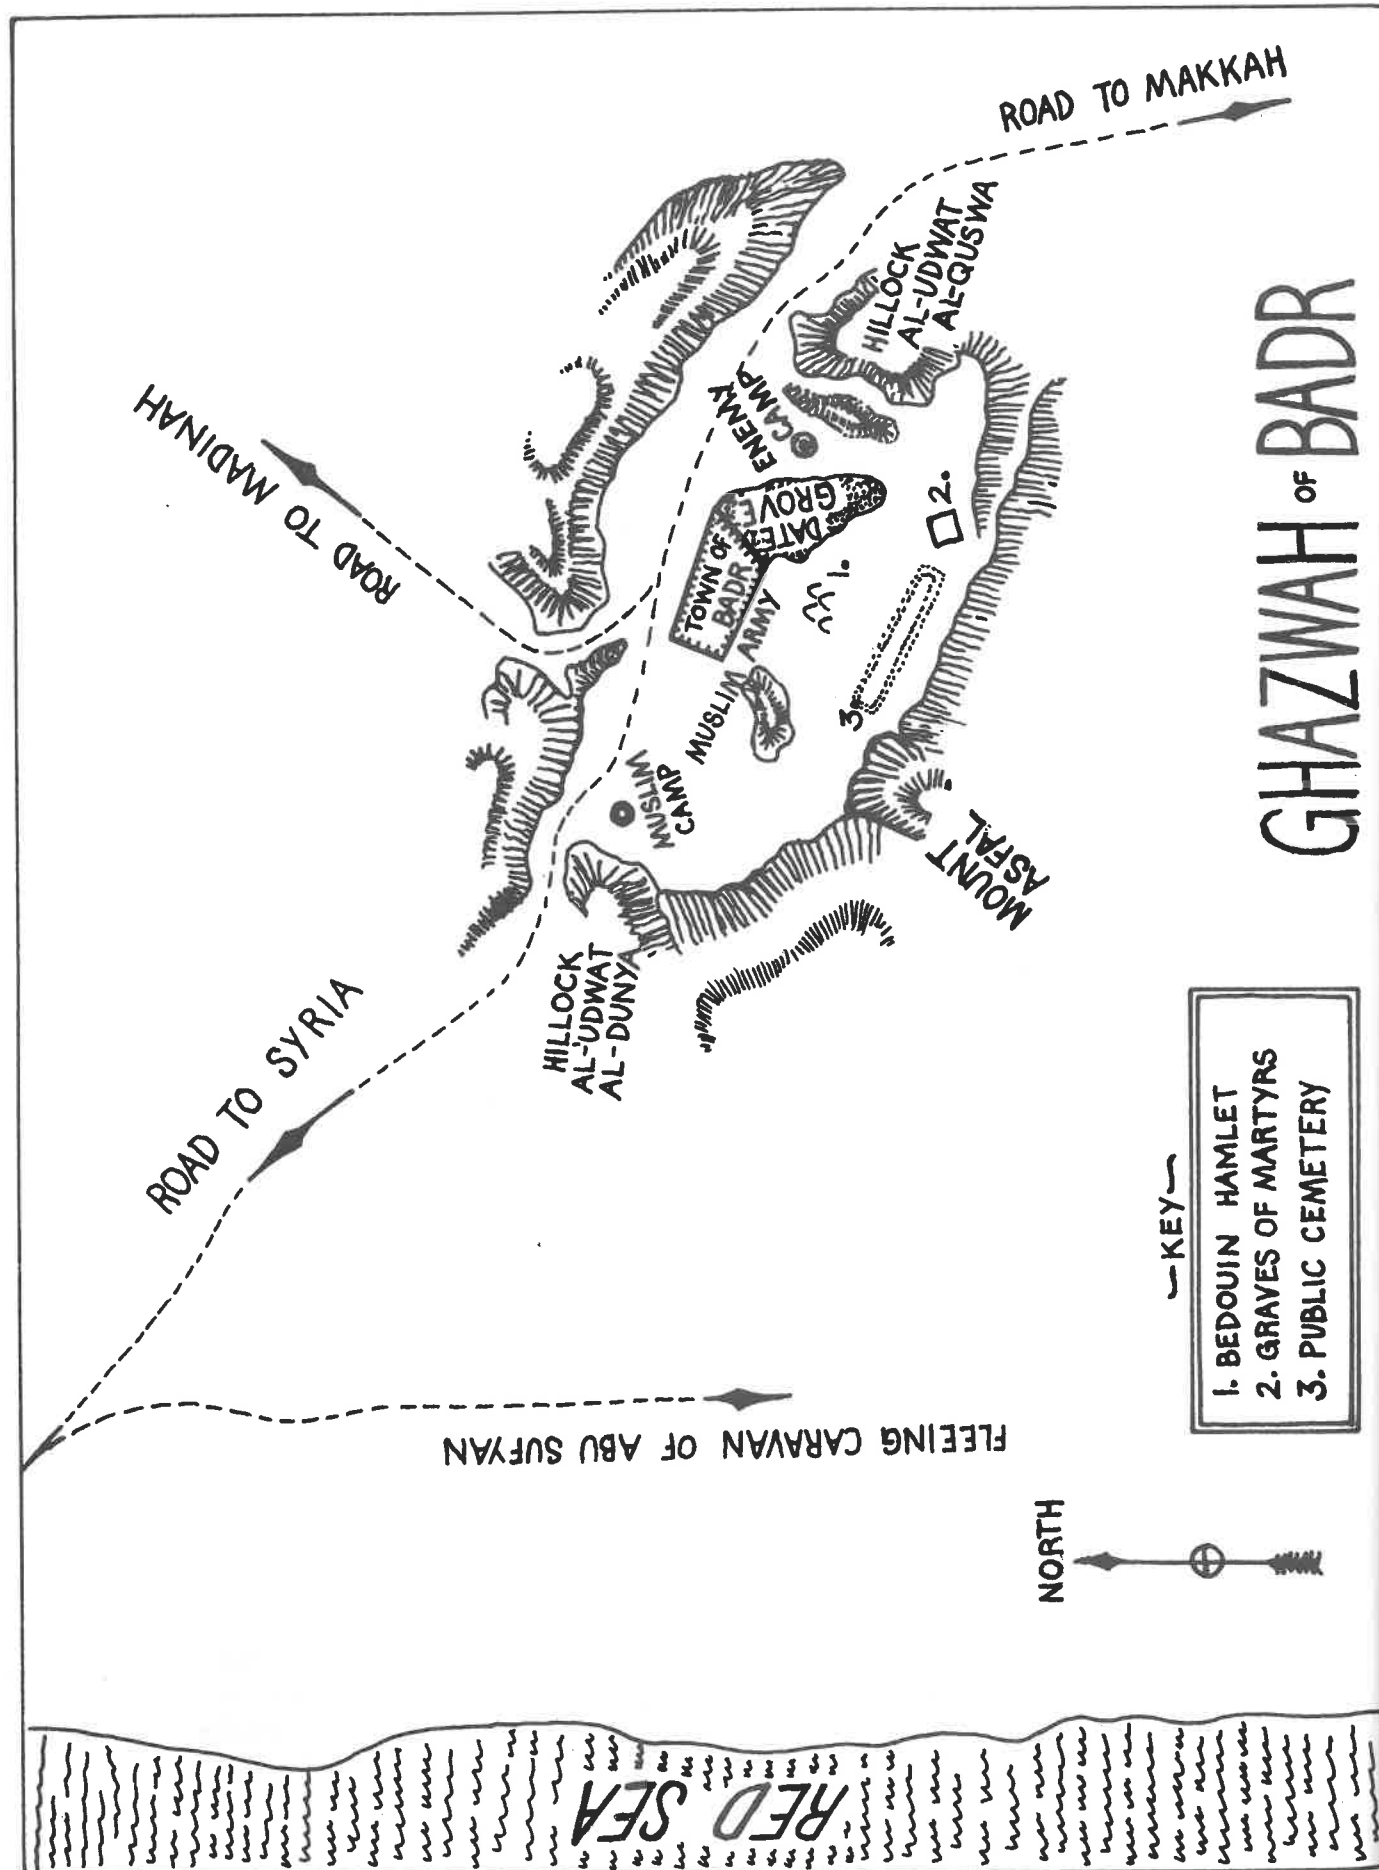 ROAD TO MAKKAH
ROAD TO MADINAH
HILLOCK
AL-UDWAT
AL-QUSWA
ENEMY
CAMP
DATE
GROVE
TOWN OF
BADR
1.
2.
3.
MUSLIM ARMY
MUSLIM
CAMP
MOUNT
ASFAL
HILLOCK
AL-UDWAT
AL-DUNYA
ROAD TO SYRIA
FLEEING CARAVAN OF ABU SUFYAN
GHAZWAH OF BADR
KEY
1. BEDOUIN HAMLET
2. GRAVES OF MARTYRS
3. PUBLIC CEMETERY
NORTH
RED SEA